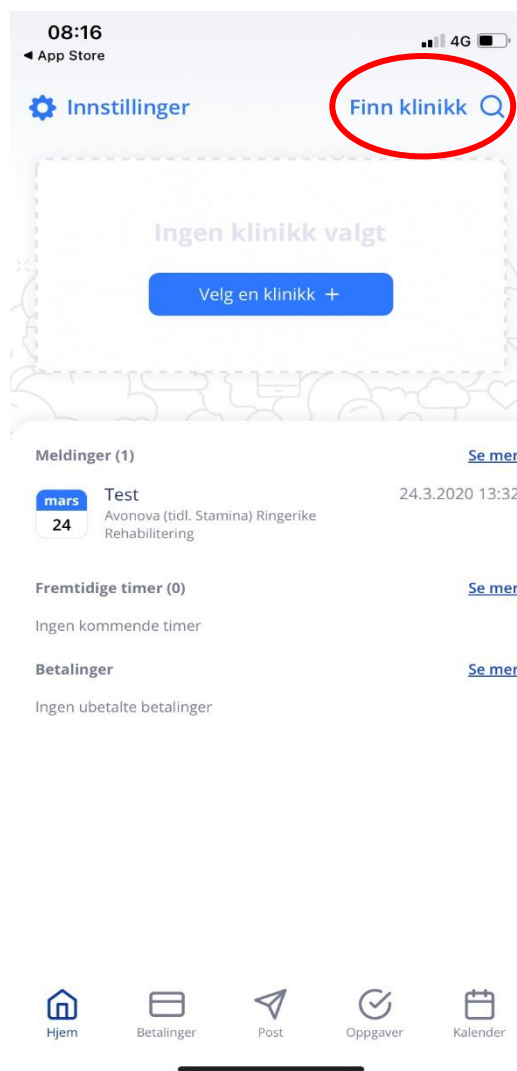 08:16
◀ App Store
4G
Innstillinger
Finn klinikk
Ingen klinikk valgt
Velg en klinikk +
Meldinger (1)
Se mer
mars
24
Test
24.3.2020 13:32
Avonova (tidl. Stamina) Ringerike
Rehabilitering
Fremtidige timer (0)
Se mer
Ingen kommende timer
Betalinger
Se mer
Ingen ubetalte betalinger
Hjem
Betalinger
Post
Oppgaver
Kalender